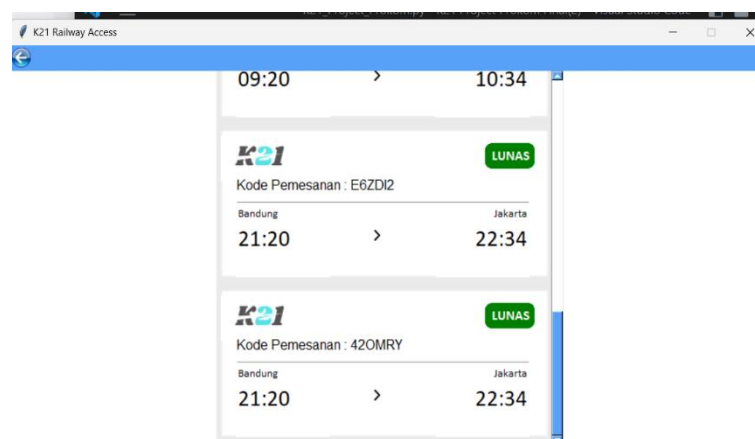 K21 Railway Access
09:20 > 10:34
K21 LUNAS
Kode Pemesanan : E6ZDI2
Bandung Jakarta
21:20 > 22:34
K21 LUNAS
Kode Pemesanan : 42OMRY
Bandung Jakarta
21:20 > 22:34